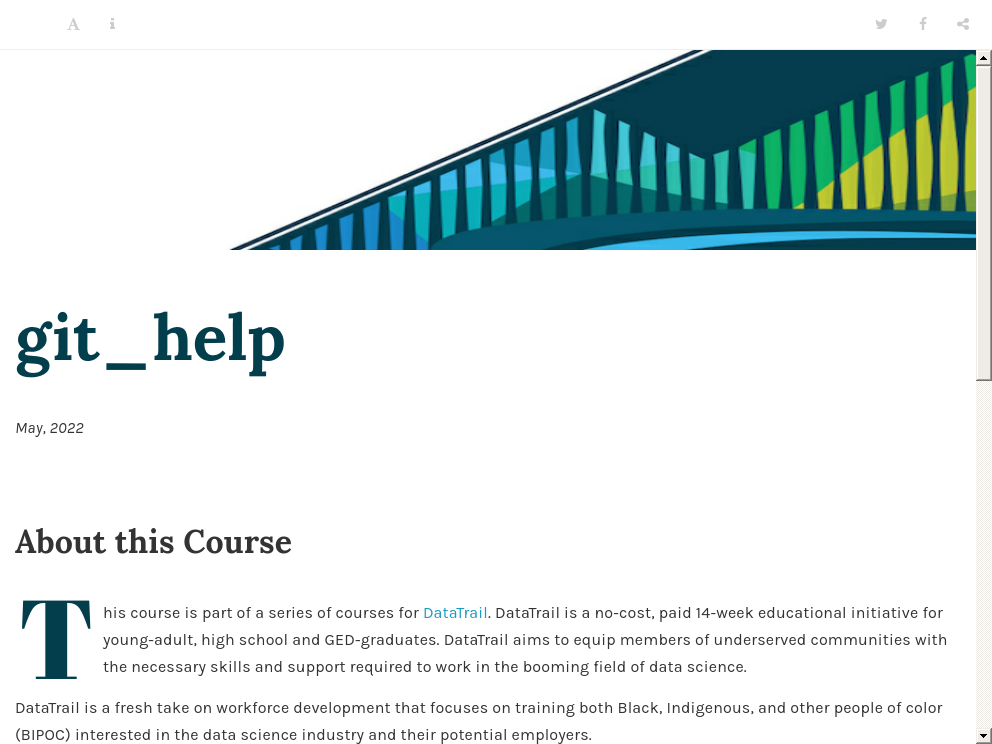 A i
git_help
May, 2022
About this Course
This course is part of a series of courses for DataTrail. DataTrail is a no-cost, paid 14-week educational initiative for
young-adult, high school and GED-graduates. DataTrail aims to equip members of underserved communities with
the necessary skills and support required to work in the booming field of data science.
DataTrail is a fresh take on workforce development that focuses on training both Black, Indigenous, and other people of color
(BIPOC) interested in the data science industry and their potential employers.